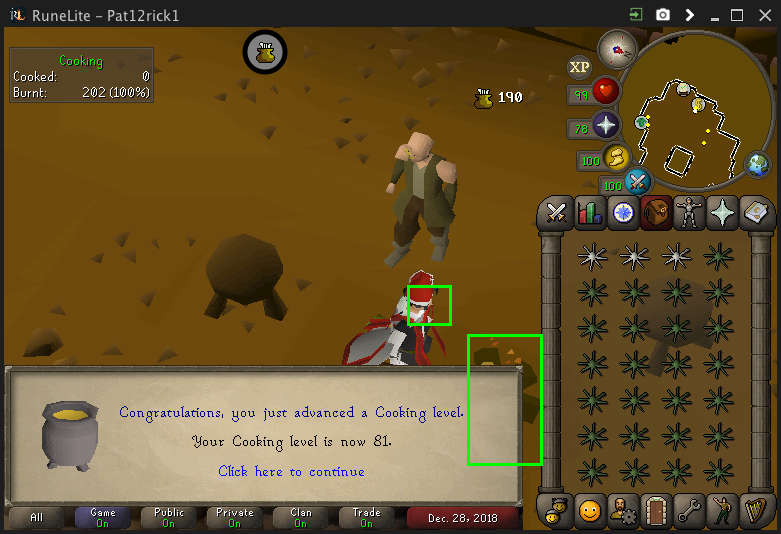 RuneLite - Pat12rick1
Cooking
Cooked: 0
Burnt: 202 (100%)
190
XP
99
78
100
100
Congratulations, you just advanced a Cooking level.
Your Cooking level is now 81.
Click here to continue
All
Game
On
Public
On
Private
On
Clan
On
Trade
On
Dec. 28, 2018